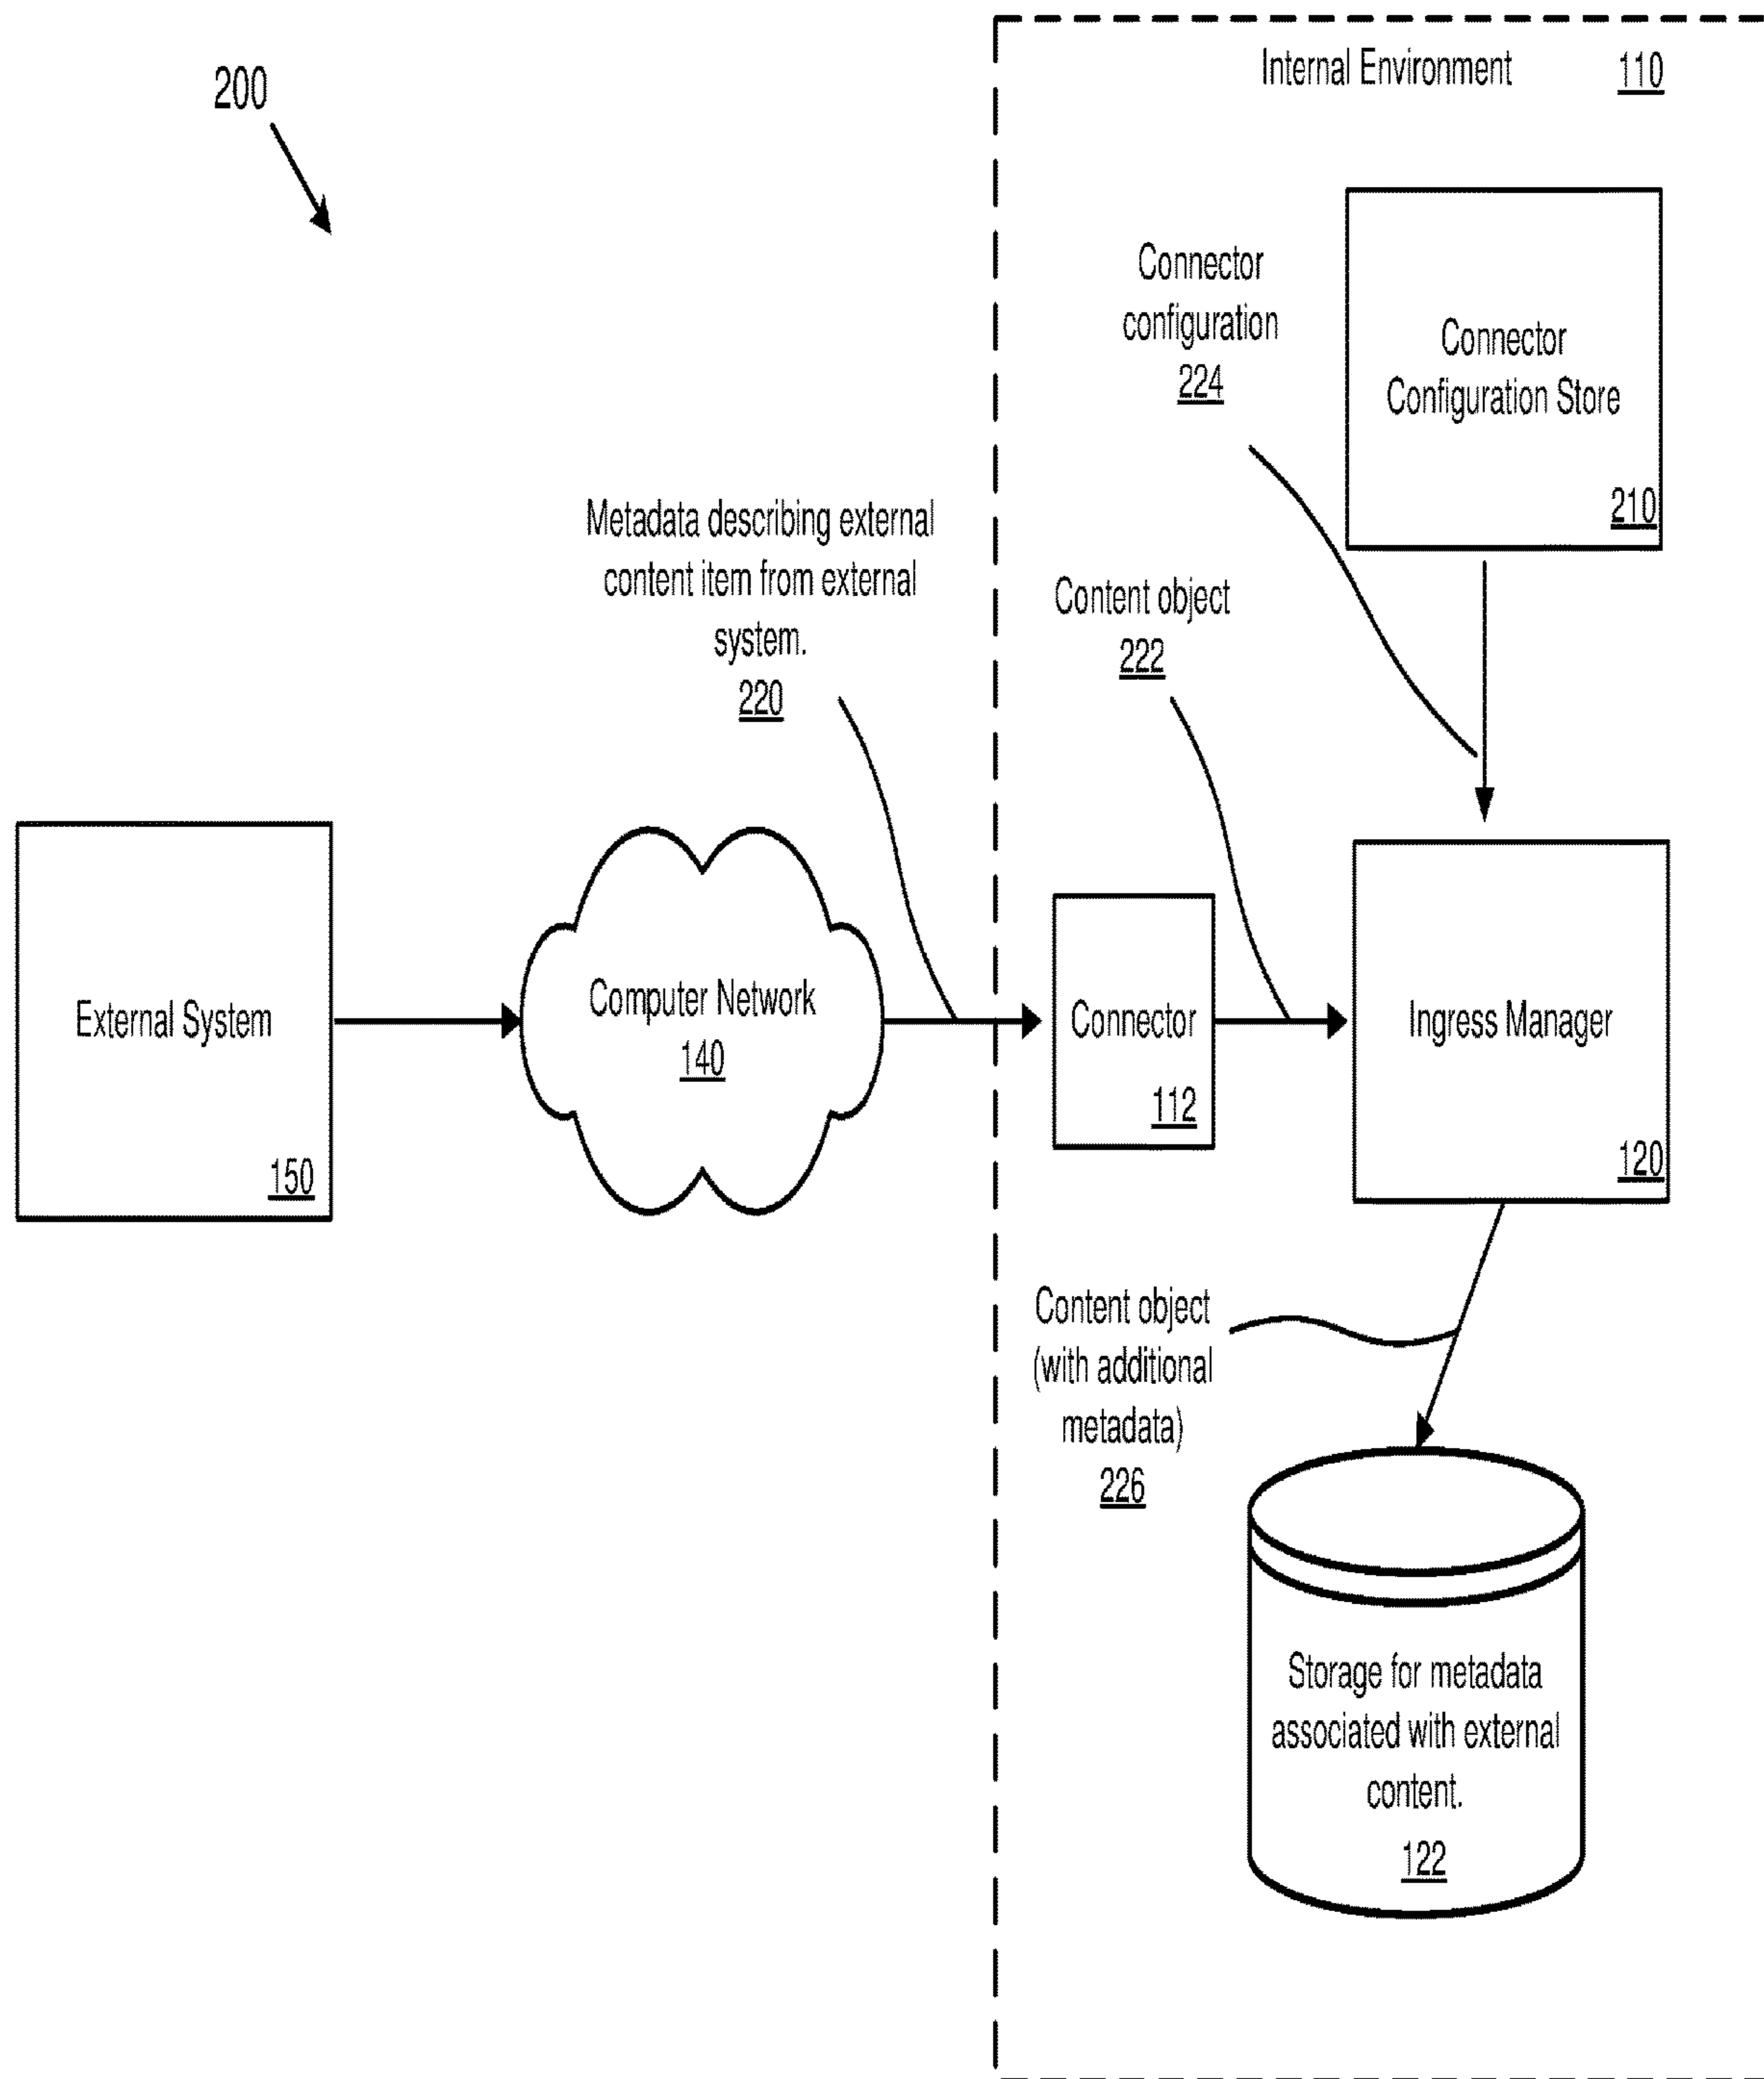 200
Internal Environment 110
Connector
configuration
224
Connector
Configuration Store
210
Metadata describing external
content item from external
system.
220
Content object
222
External System
150
Computer Network
140
Connector
112
Ingress Manager
120
Content object
(with additional
metadata)
226
Storage for metadata
associated with external
content.
122